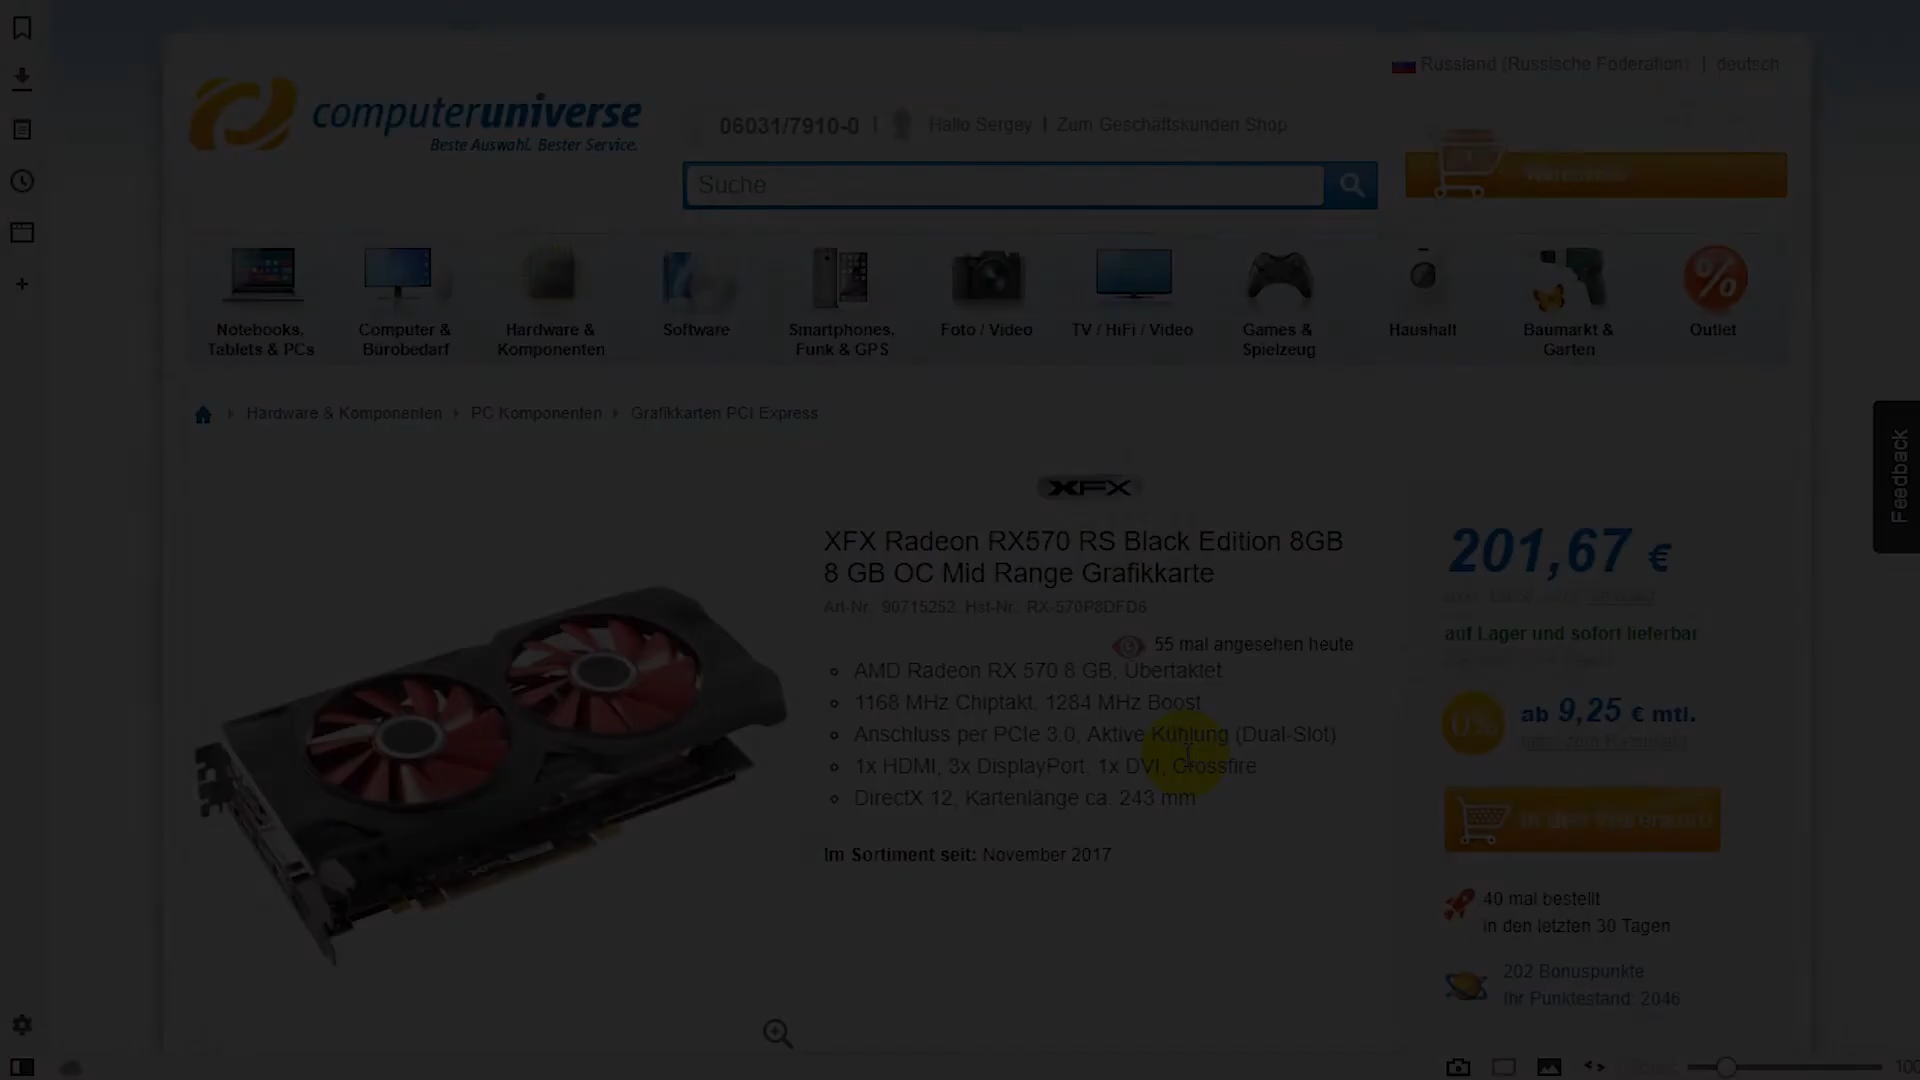 Russland (Russische Föderation) | deutsch
computeruniverse
Beste Auswahl. Bester Service.
06031/7910-0 | Hallo Sergey | Zum Geschäftskunden Shop
Suche
Warenkorb
Notebooks, Tablets & PCs
Computer & Bürobedarf
Hardware & Komponenten
Software
Smartphones, Funk & GPS
Foto / Video
TV / HiFi / Video
Games & Spielzeug
Haushalt
Baumarkt & Garten
%
Outlet
Hardware & Komponenten
PC Komponenten
Grafikkarten PCI Express
Feedback
XFX
XFX Radeon RX570 RS Black Edition 8GB
8 GB OC Mid Range Grafikkarte
Art-Nr.: 90715252, Hst-Nr.: RX-570P8DFD6
55 mal angesehen heute
AMD Radeon RX 570 8 GB, Übertaktet
1168 MHz Chiptakt, 1284 MHz Boost
Anschluss per PCIe 3.0, Aktive Kühlung (Dual-Slot)
1x HDMI, 3x DisplayPort, 1x DVI, Crossfire
DirectX 12, Kartenlänge ca. 243 mm
Im Sortiment seit: November 2017
201,67 €
auf Lager und sofort lieferbar
0%
ab 9,25 € mtl.
In den Warenkorb
40 mal bestellt
in den letzten 30 Tagen
202 Bonuspunkte
Ihr Punktestand: 2046